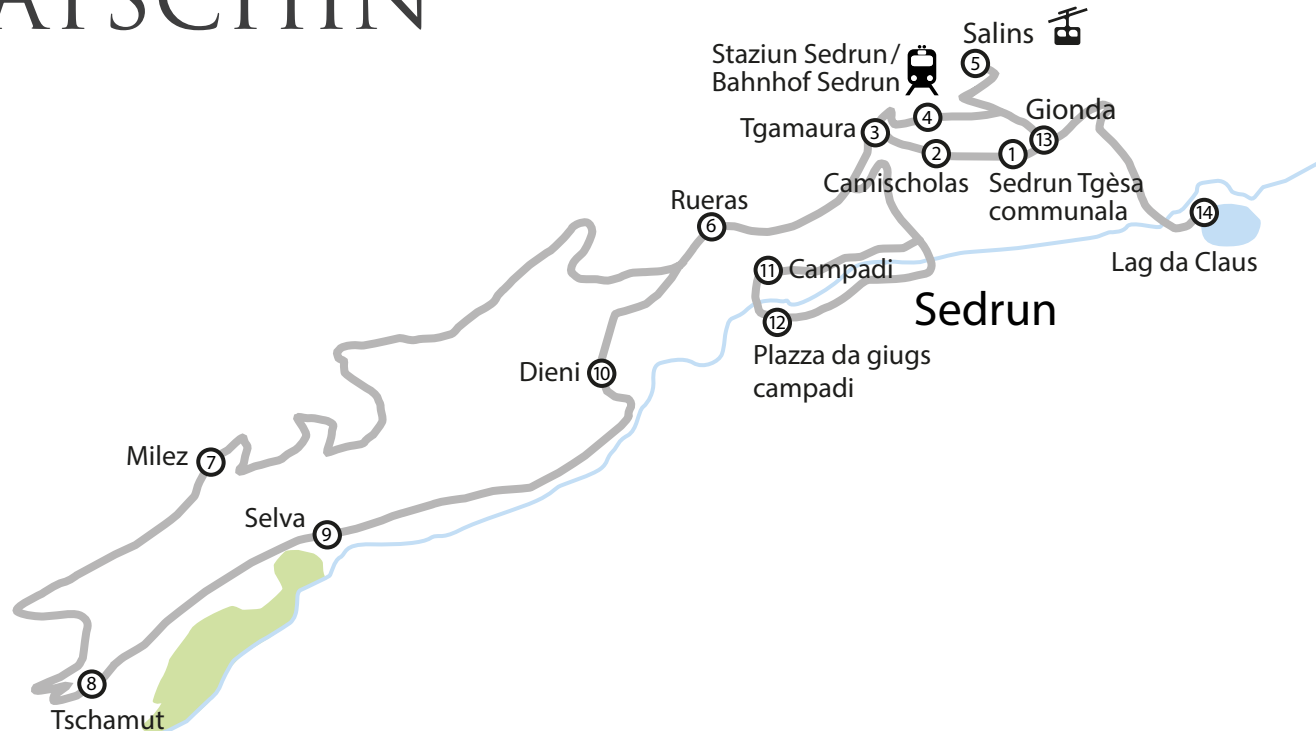 Salins
5
Staziun Sedrun/
Bahnhof Sedrun
Gionda
4
Tgamaura 3
13
2
1
Camischolas
Sedrun Tgèsa
communala
Rueras
6
14
Lag da Claus
11 Campadi
Sedrun
12
Plazza da giugs
campadi
Dieni 10
Milez 7
Selva 9
8
Tschamut